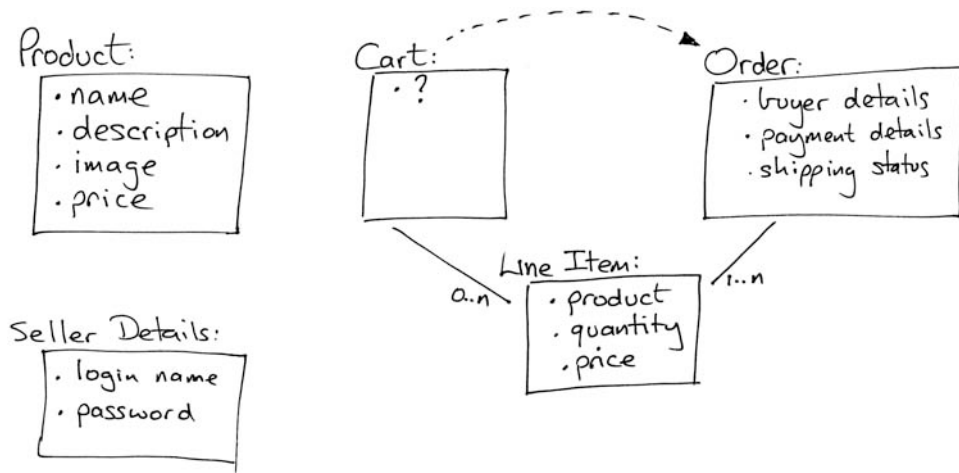 Product:
· name
· description
· image
· price
Cart:
· ?
Order:
· buyer details
· payment details
· shipping status
0..n
1..n
Line Item:
· product
· quantity
· price
Seller Details:
· login name
· password